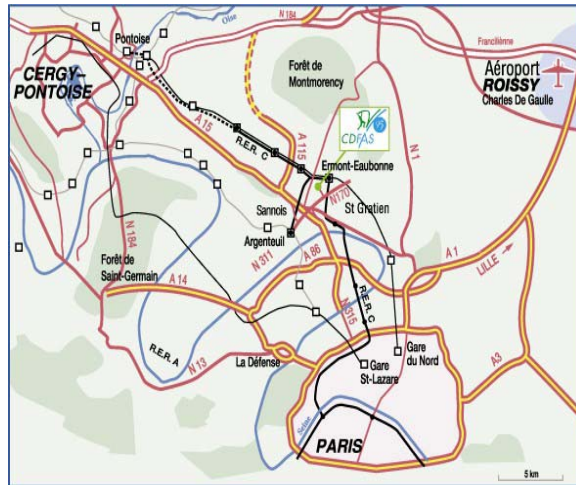 N 184
Oise
Pontoise
Francilienne
CERGY-
PONTOISE
Forêt de
Montmorency
Aéroport
ROISSY
Charles De Gaulle
A 15
R.E.R. C
A 115
CDFAS
N 1
Ermont-Eaubonne
N170
Sannois
St Gratien
Argenteuil
N 184
N 311
A 86
A 1
LILLE
Forêt de
Saint-Germain
A 14
N 315
R.E.R. C
R.E.R. A
N 13
La Défense
Gare
du Nord
Gare
St-Lazare
A 3
Seine
PARIS
5 km